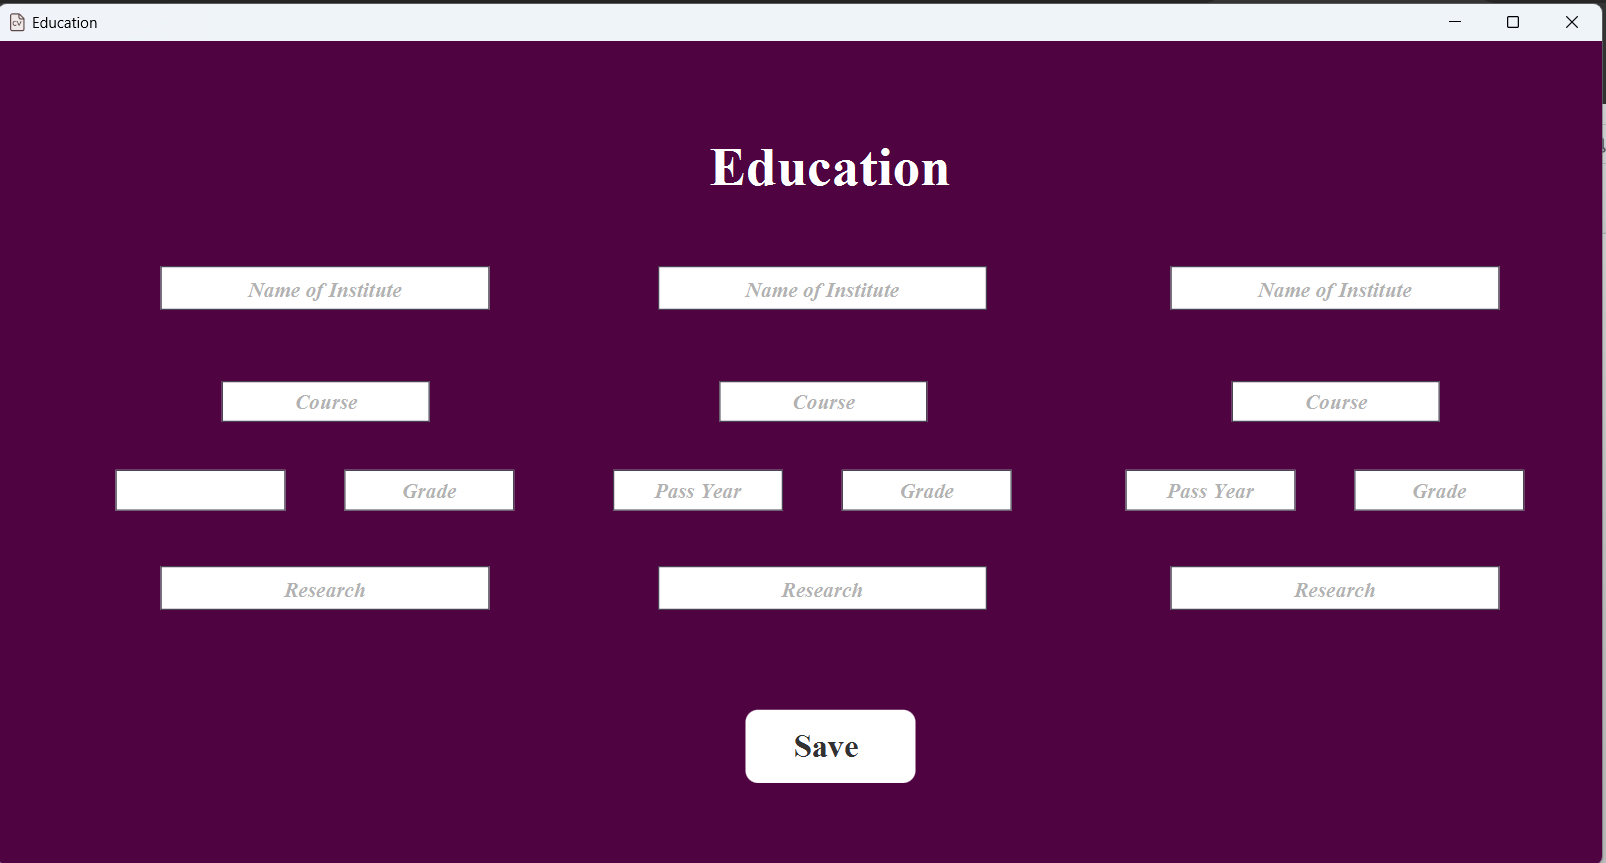 Education
Education
Name of Institute Name of Institute Name of Institute
Course Course Course
Grade Pass Year Grade Pass Year Grade
Research Research Research
Save